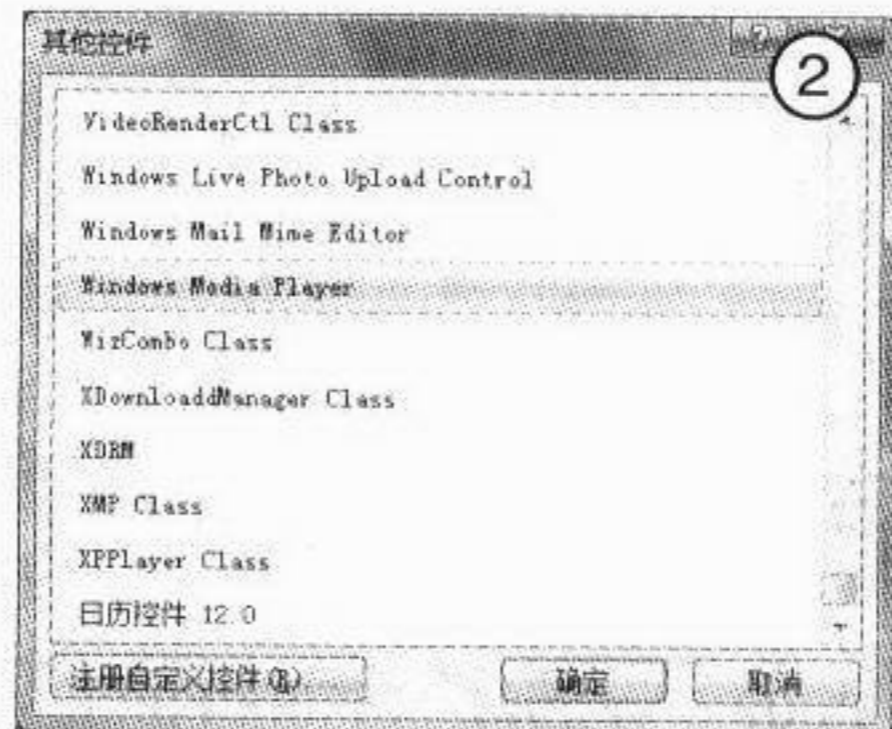 其他控件
2
VideoRenderCtl Class
Windows Live Photo Upload Control
Windows Mail Mime Editor
Windows Media Player
WizCombo Class
XDownloaddManager Class
XDRM
XMP Class
XPPlayer Class
日历控件 12.0
注册自定义控件(R)
确定 取消